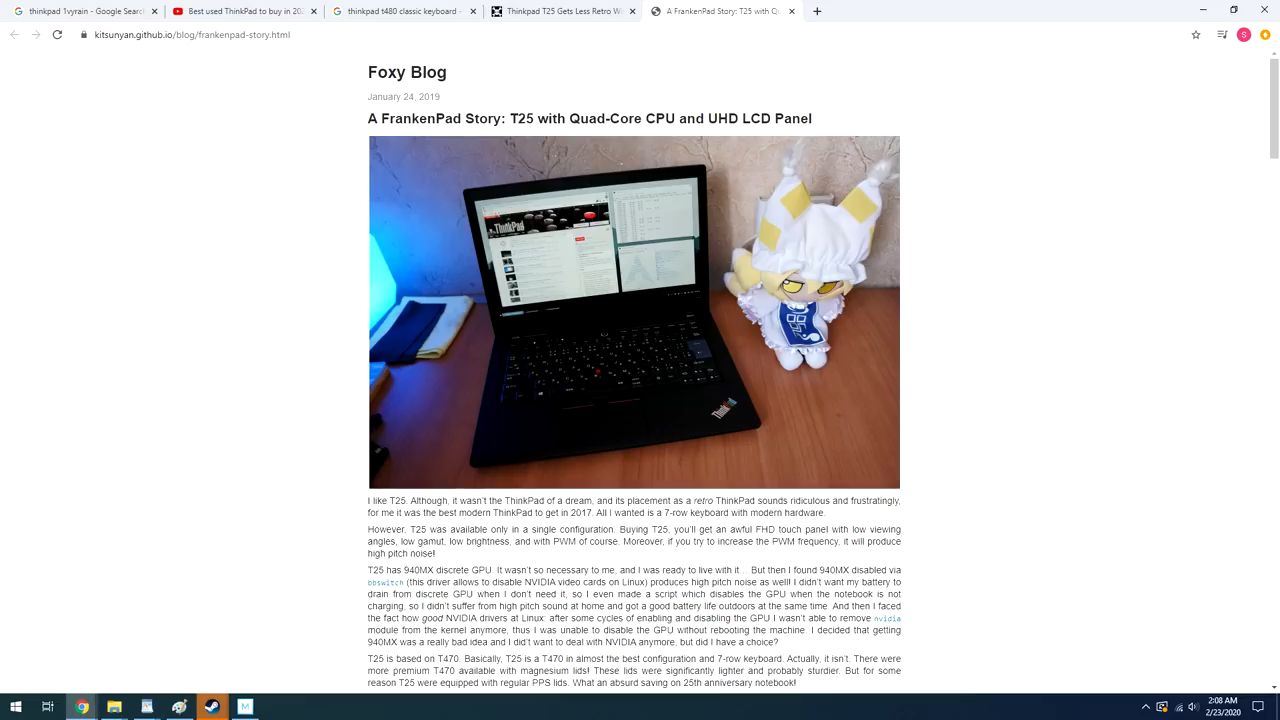 thinkpad 1vyrain - Google Searc
Best used ThinkPad to buy in 202
thinkpad t480 classic keyboard -
Thinkpad T25 Gets Less Retro W
A FrankenPad Story: T25 with Qu
kitsunyan.github.io/blog/frankenpad-story.html
S
Foxy Blog
January 24, 2019
A FrankenPad Story: T25 with Quad-Core CPU and UHD LCD Panel
ThinkPad
ThinkPad
I like T25. Although, it wasn't the ThinkPad of a dream, and its placement as a retro ThinkPad sounds ridiculous and frustratingly,
for me it was the best modern ThinkPad to get in 2017. All I wanted is a 7-row keyboard with modern hardware.
However, T25 was available only in a single configuration. Buying T25, you'll get an awful FHD touch panel with low viewing
angles, low gamut, low brightness, and with PWM of course. Moreover, if you try to increase the PWM frequency, it will produce
high pitch noise!
T25 has 940MX discrete GPU. It wasn't so necessary to me, and I was ready to live with it... But then I found 940MX disabled via
bbswitch (this driver allows to disable NVIDIA video cards on Linux) produces high pitch noise as well! I didn't want my battery to
drain from discrete GPU when I don't need it, so I even made a script which disables the GPU when the notebook is not
charging, so I didn't suffer from high pitch sound at home and got a good battery life outdoors at the same time. And then I faced
the fact how good NVIDIA drivers at Linux: after some cycles of enabling and disabling the GPU I wasn't able to remove nvidia
module from the kernel anymore, thus I was unable to disable the GPU without rebooting the machine. I decided that getting
940MX was a really bad idea and I didn't want to deal with NVIDIA anymore, but did I have a choice?
T25 is based on T470. Basically, T25 is a T470 in almost the best configuration and 7-row keyboard. Actually, it isn't. There were
more premium T470 available with magnesium lids! These lids were significantly lighter and probably sturdier. But for some
reason T25 were equipped with regular PPS lids. What an absurd saving on 25th anniversary notebook!
M
2:08 AM
2/23/2020